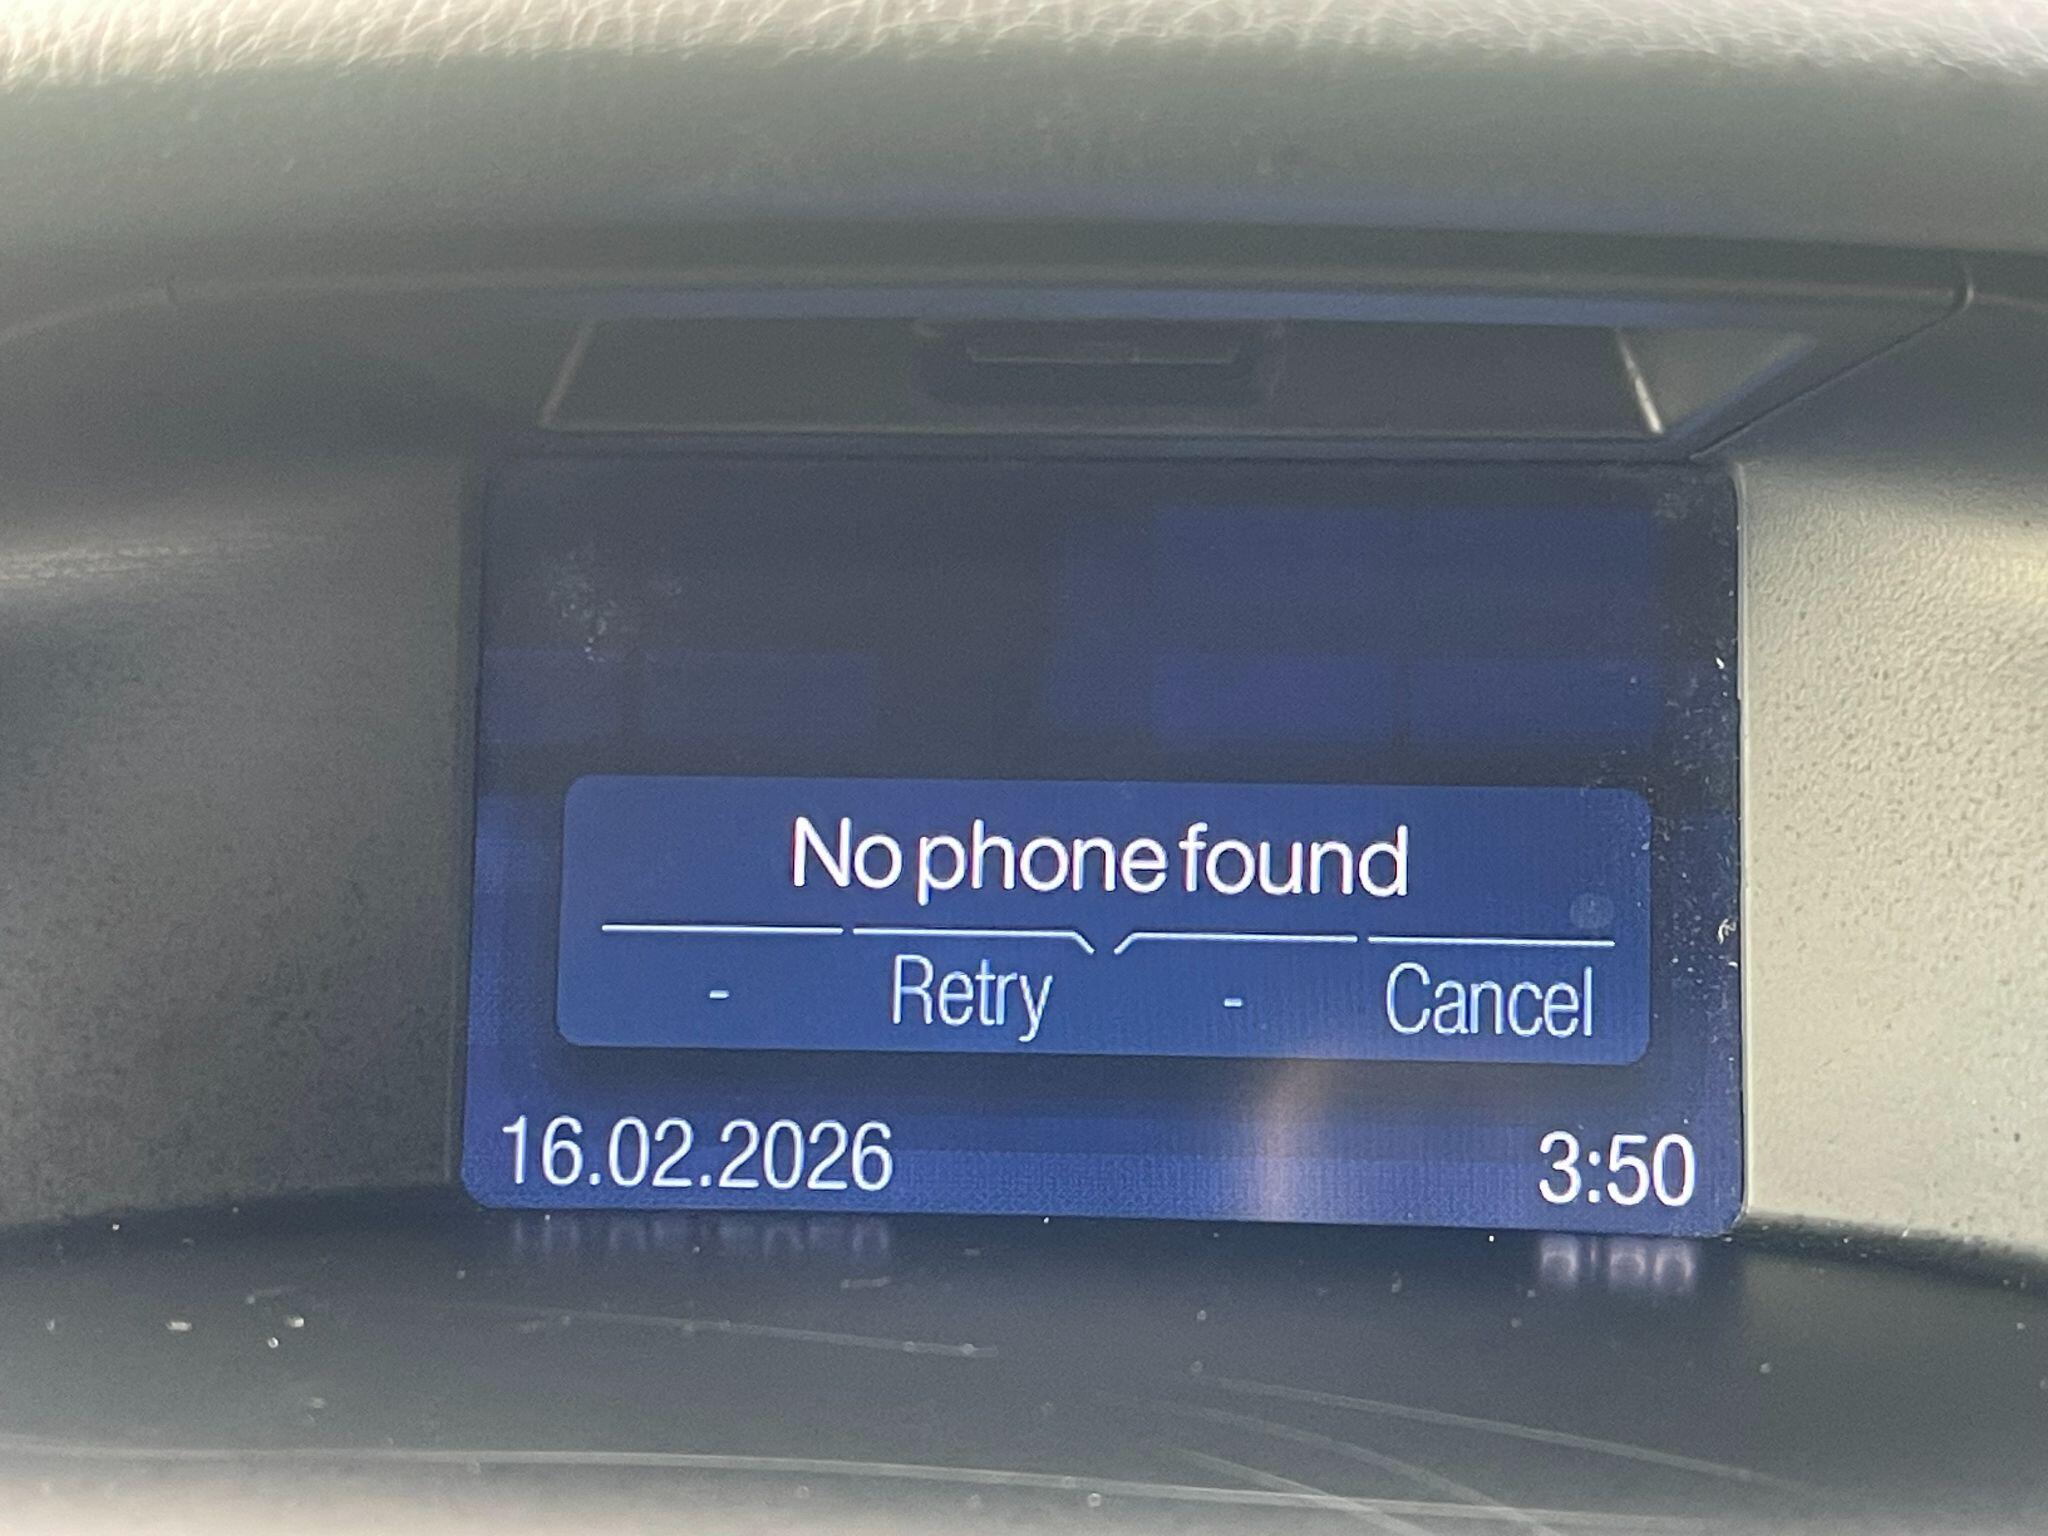 No phone found
- Retry - Cancel
16.02.2026 3:50